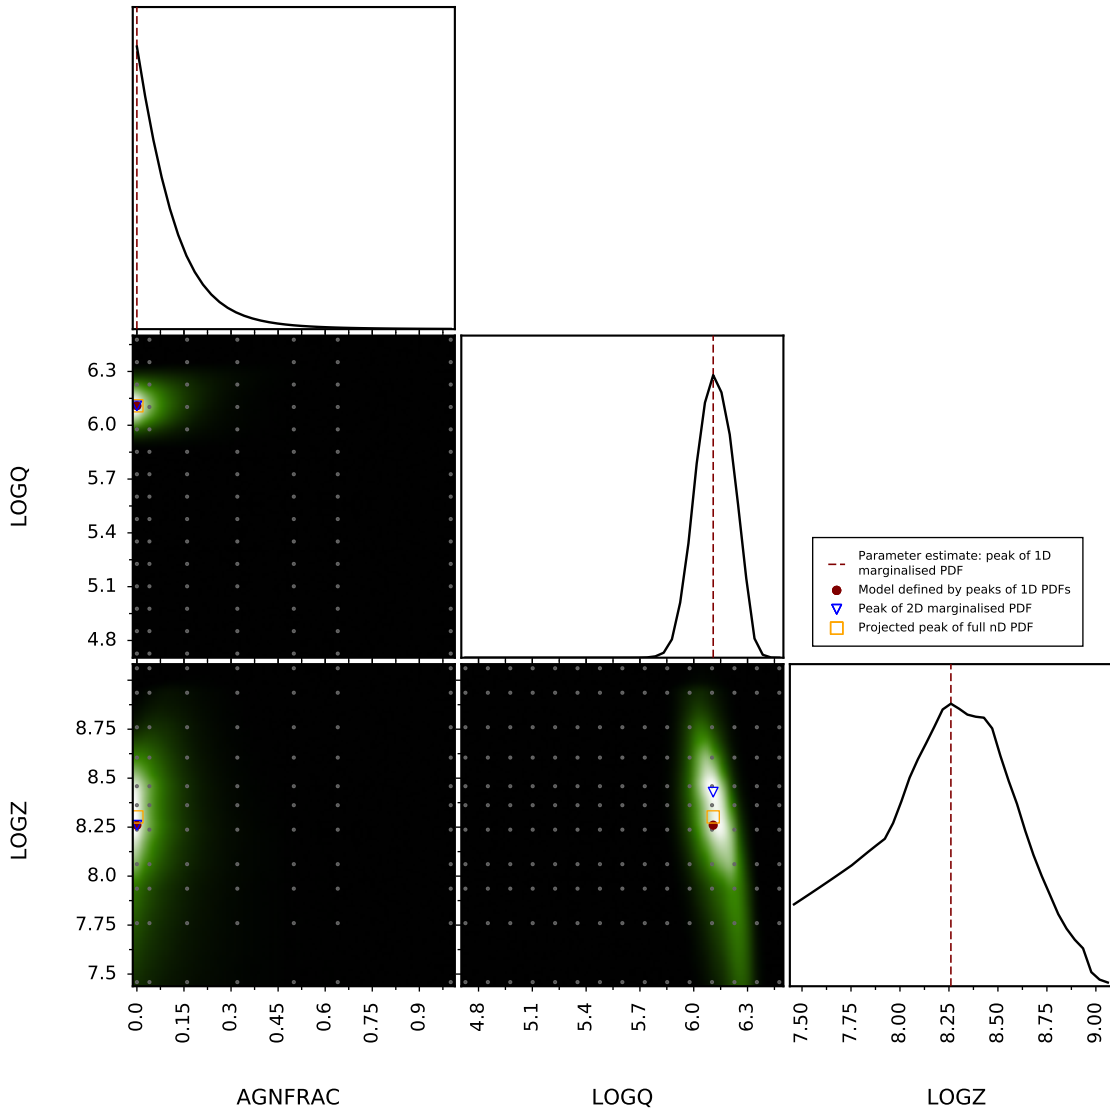 6.3
6.0
5.7
5.4
5.1
4.8
LOGQ
Parameter estimate: peak of 1D
marginalised PDF
Model defined by peaks of 1D PDFs
Peak of 2D marginalised PDF
Projected peak of full nD PDF
8.75
8.5
8.25
8.0
7.75
7.5
LOGZ
0.0 0.15 0.3 0.45 0.6 0.75 0.9
4.8 5.1 5.4 5.7 6.0 6.3
7.50 7.75 8.00 8.25 8.50 8.75 9.00
AGNFRAC
LOGQ
LOGZ